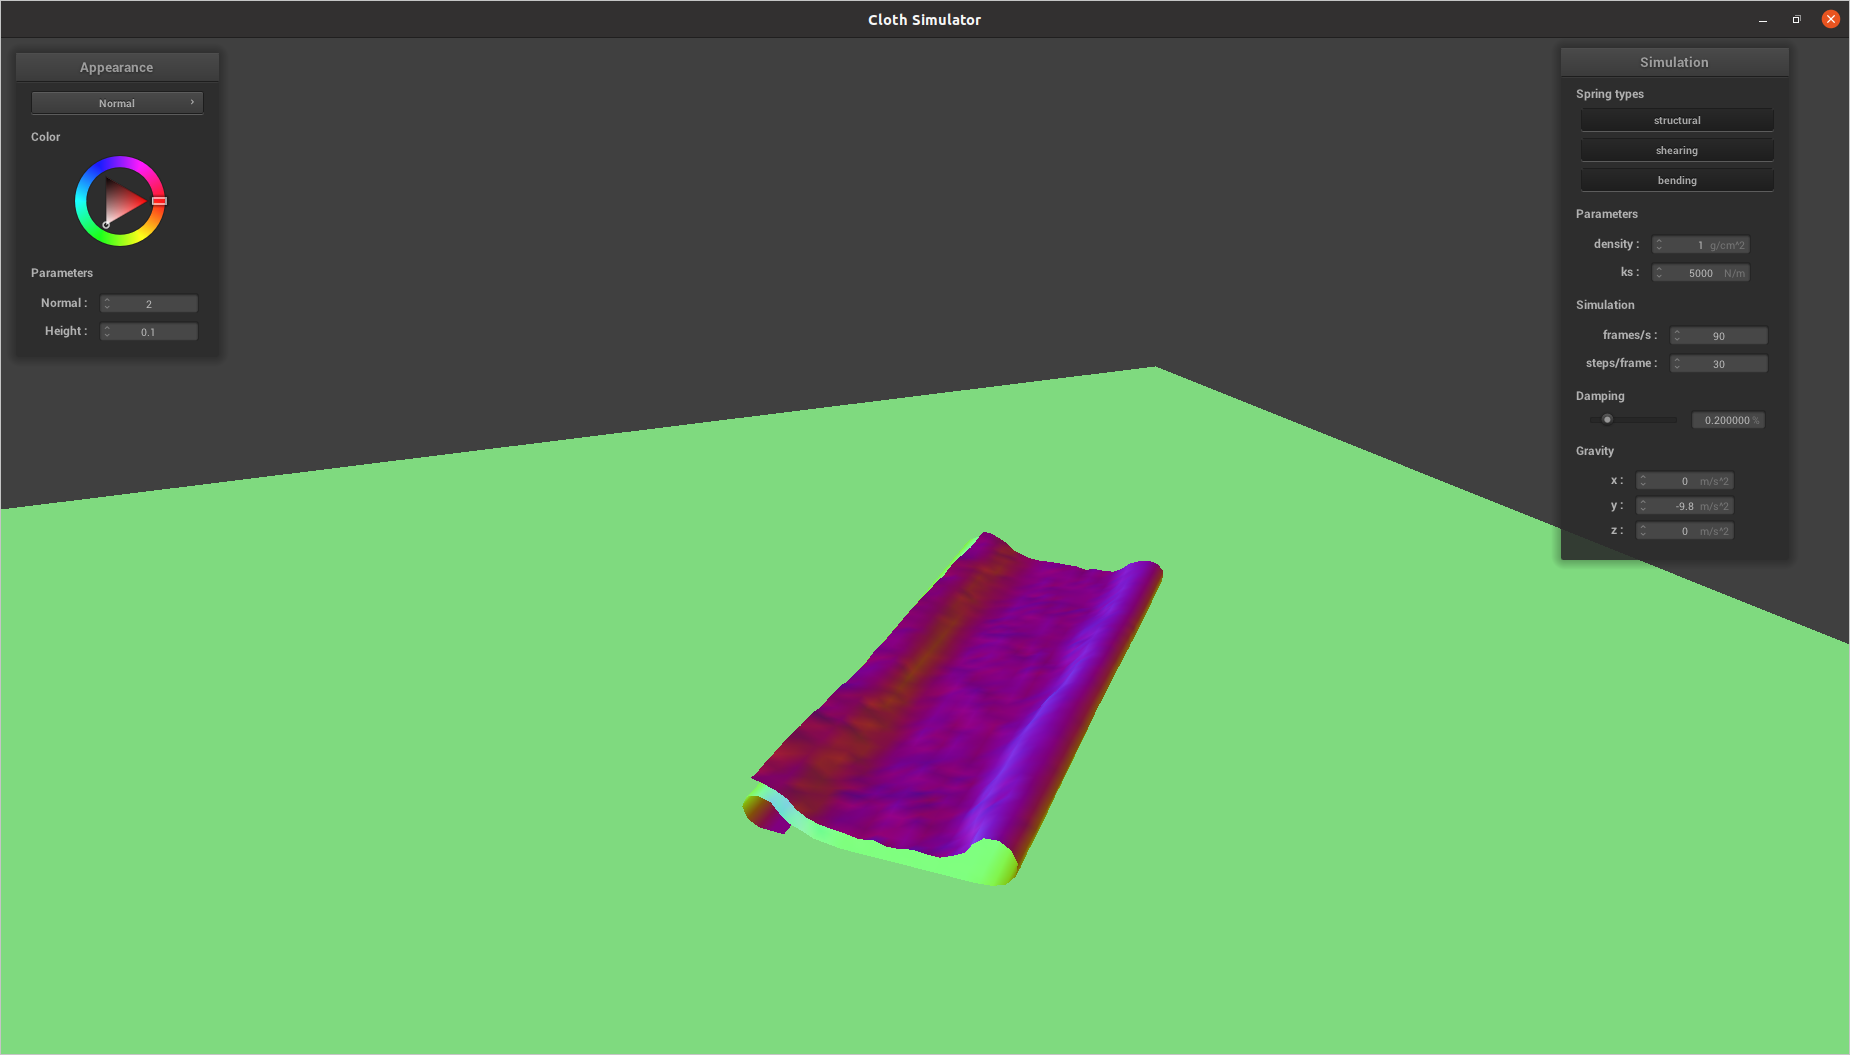 Cloth Simulator
Appearance
Normal
Color
Parameters
Normal : 2
Height : 0.1
Simulation
Spring types
structural
shearing
bending
Parameters
density : 1 g/cm^2
ks : 5000 N/m
Simulation
frames/s : 90
steps/frame : 30
Damping
0.200000 %
Gravity
x : 0 m/s^2
y : -9.8 m/s^2
z : 0 m/s^2